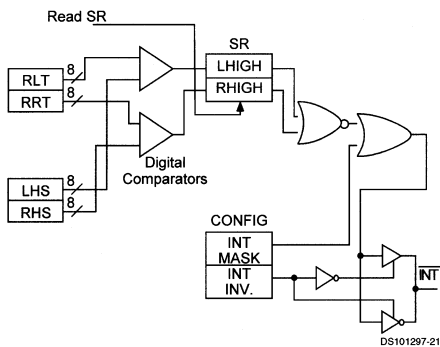 Read SR
SR
8
RLT
LHIGH
RRT
RHIGH
8
Digital
Comparators
8
LHS
RHS
8
CONFIG
INT
MASK
INT
INV.
INT
DS101297-21